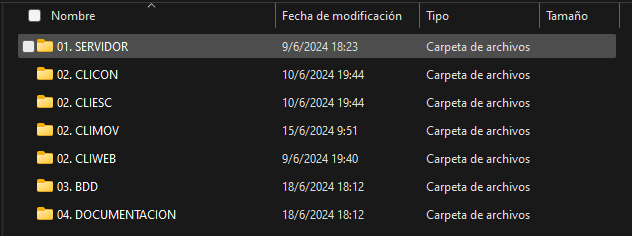 Nombre Fecha de modificación Tipo Tamaño
01. SERVIDOR 9/6/2024 18:23 Carpeta de archivos
02. CLICON 10/6/2024 19:44 Carpeta de archivos
02. CLIESC 10/6/2024 19:44 Carpeta de archivos
02. CLIMOV 15/6/2024 9:51 Carpeta de archivos
02. CLIWEB 9/6/2024 19:40 Carpeta de archivos
03. BDD 18/6/2024 18:12 Carpeta de archivos
04. DOCUMENTACION 18/6/2024 18:12 Carpeta de archivos